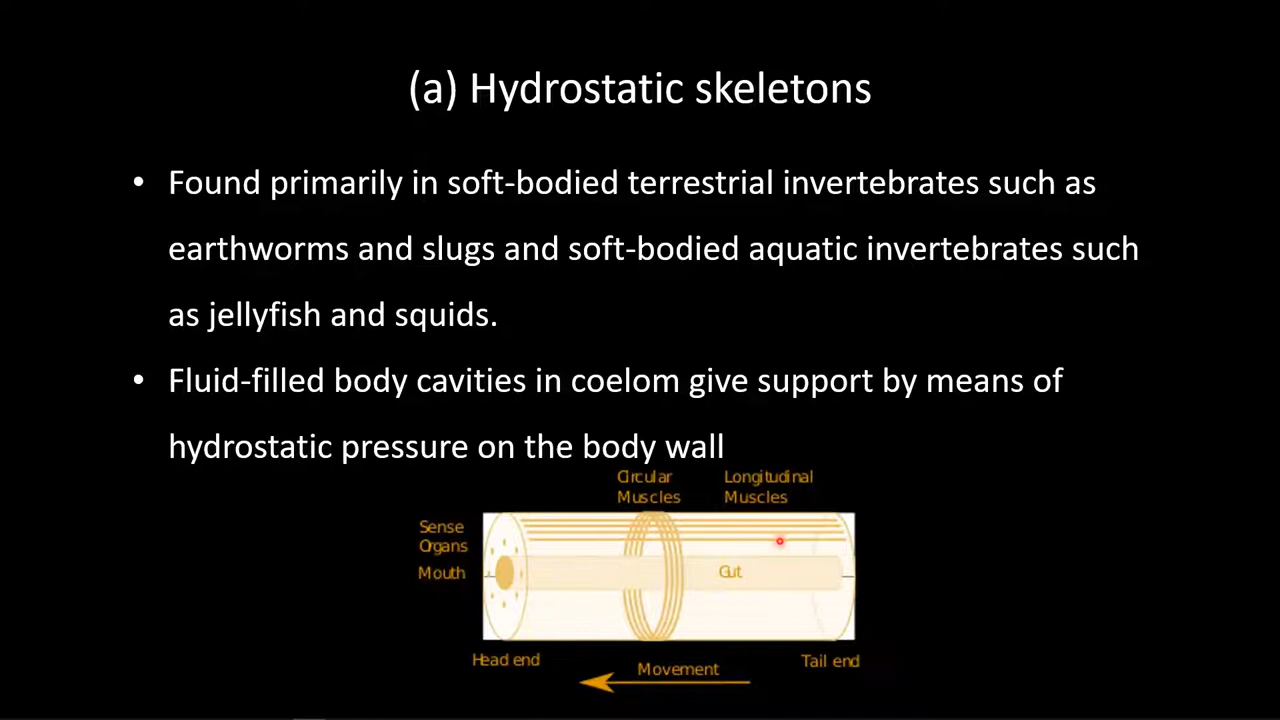 (a) Hydrostatic skeletons
• Found primarily in soft-bodied terrestrial invertebrates such as
earthworms and slugs and soft-bodied aquatic invertebrates such
as jellyfish and squids.
• Fluid-filled body cavities in coelom give support by means of
hydrostatic pressure on the body wall
Circular
Muscles
Longitudinal
Muscles
Sense
Organs
Mouth
Gut
Head end
Movement
Tail end